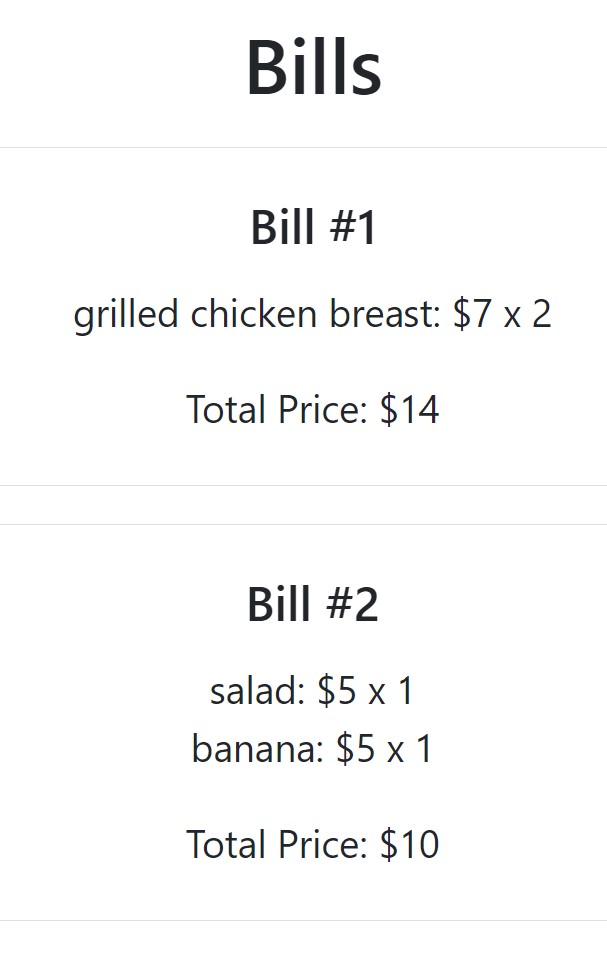 Bills
Bill #1
grilled chicken breast: $7 x 2
Total Price: $14
Bill #2
salad: $5 x 1
banana: $5 x 1
Total Price: $10